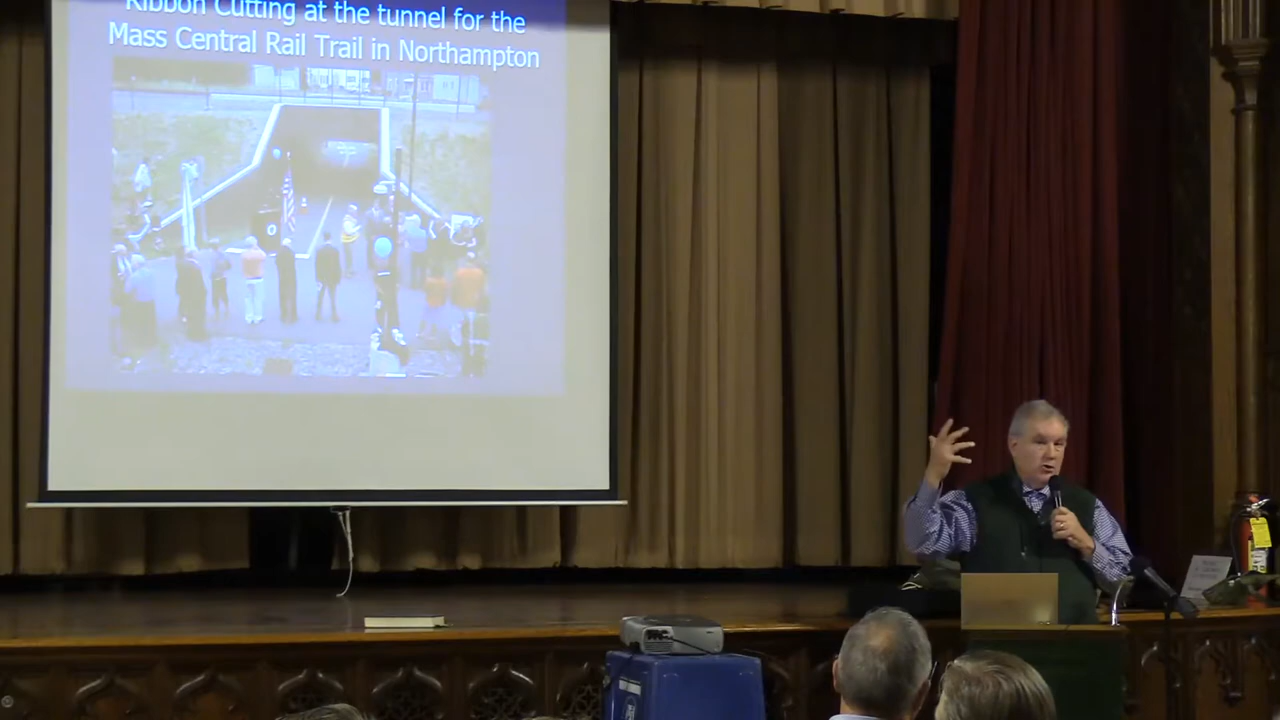 Ribbon Cutting at the tunnel for the
Mass Central Rail Trail in Northampton